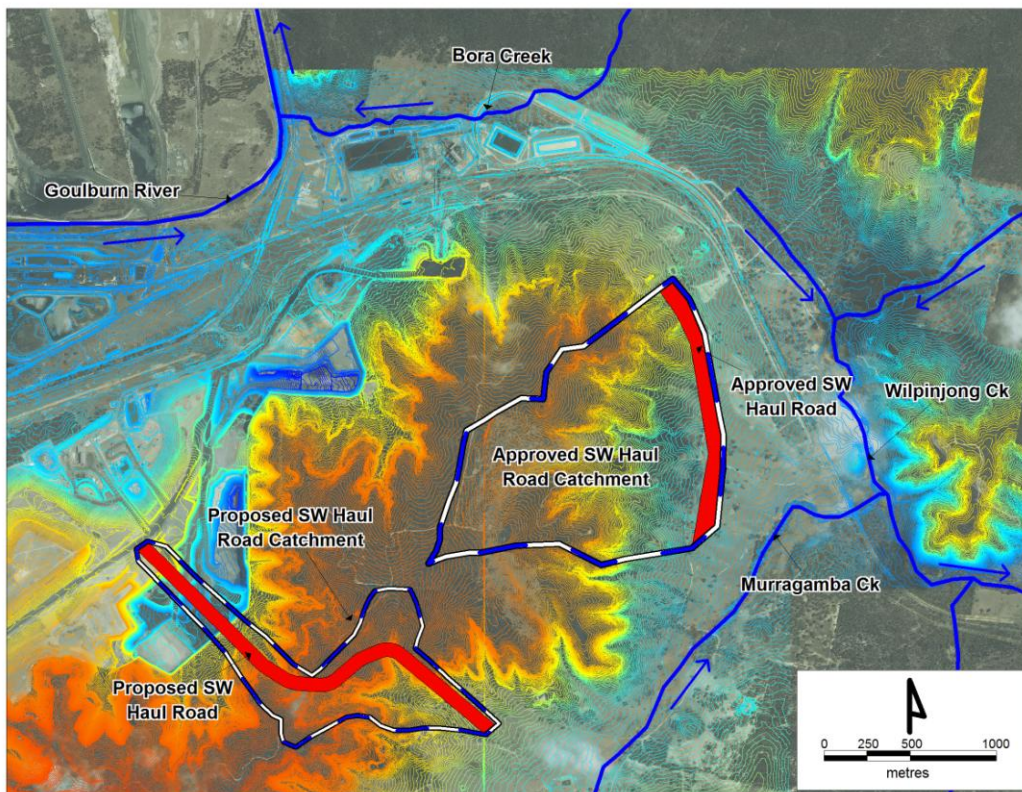 Bora Creek
Goulburn River
Approved SW
Haul Road
Wilpinjong Ck
Approved SW Haul
Road Catchment
Proposed SW Haul
Road Catchment
Murragamba Ck
Proposed SW
Haul Road
0 250 500 1000
metres